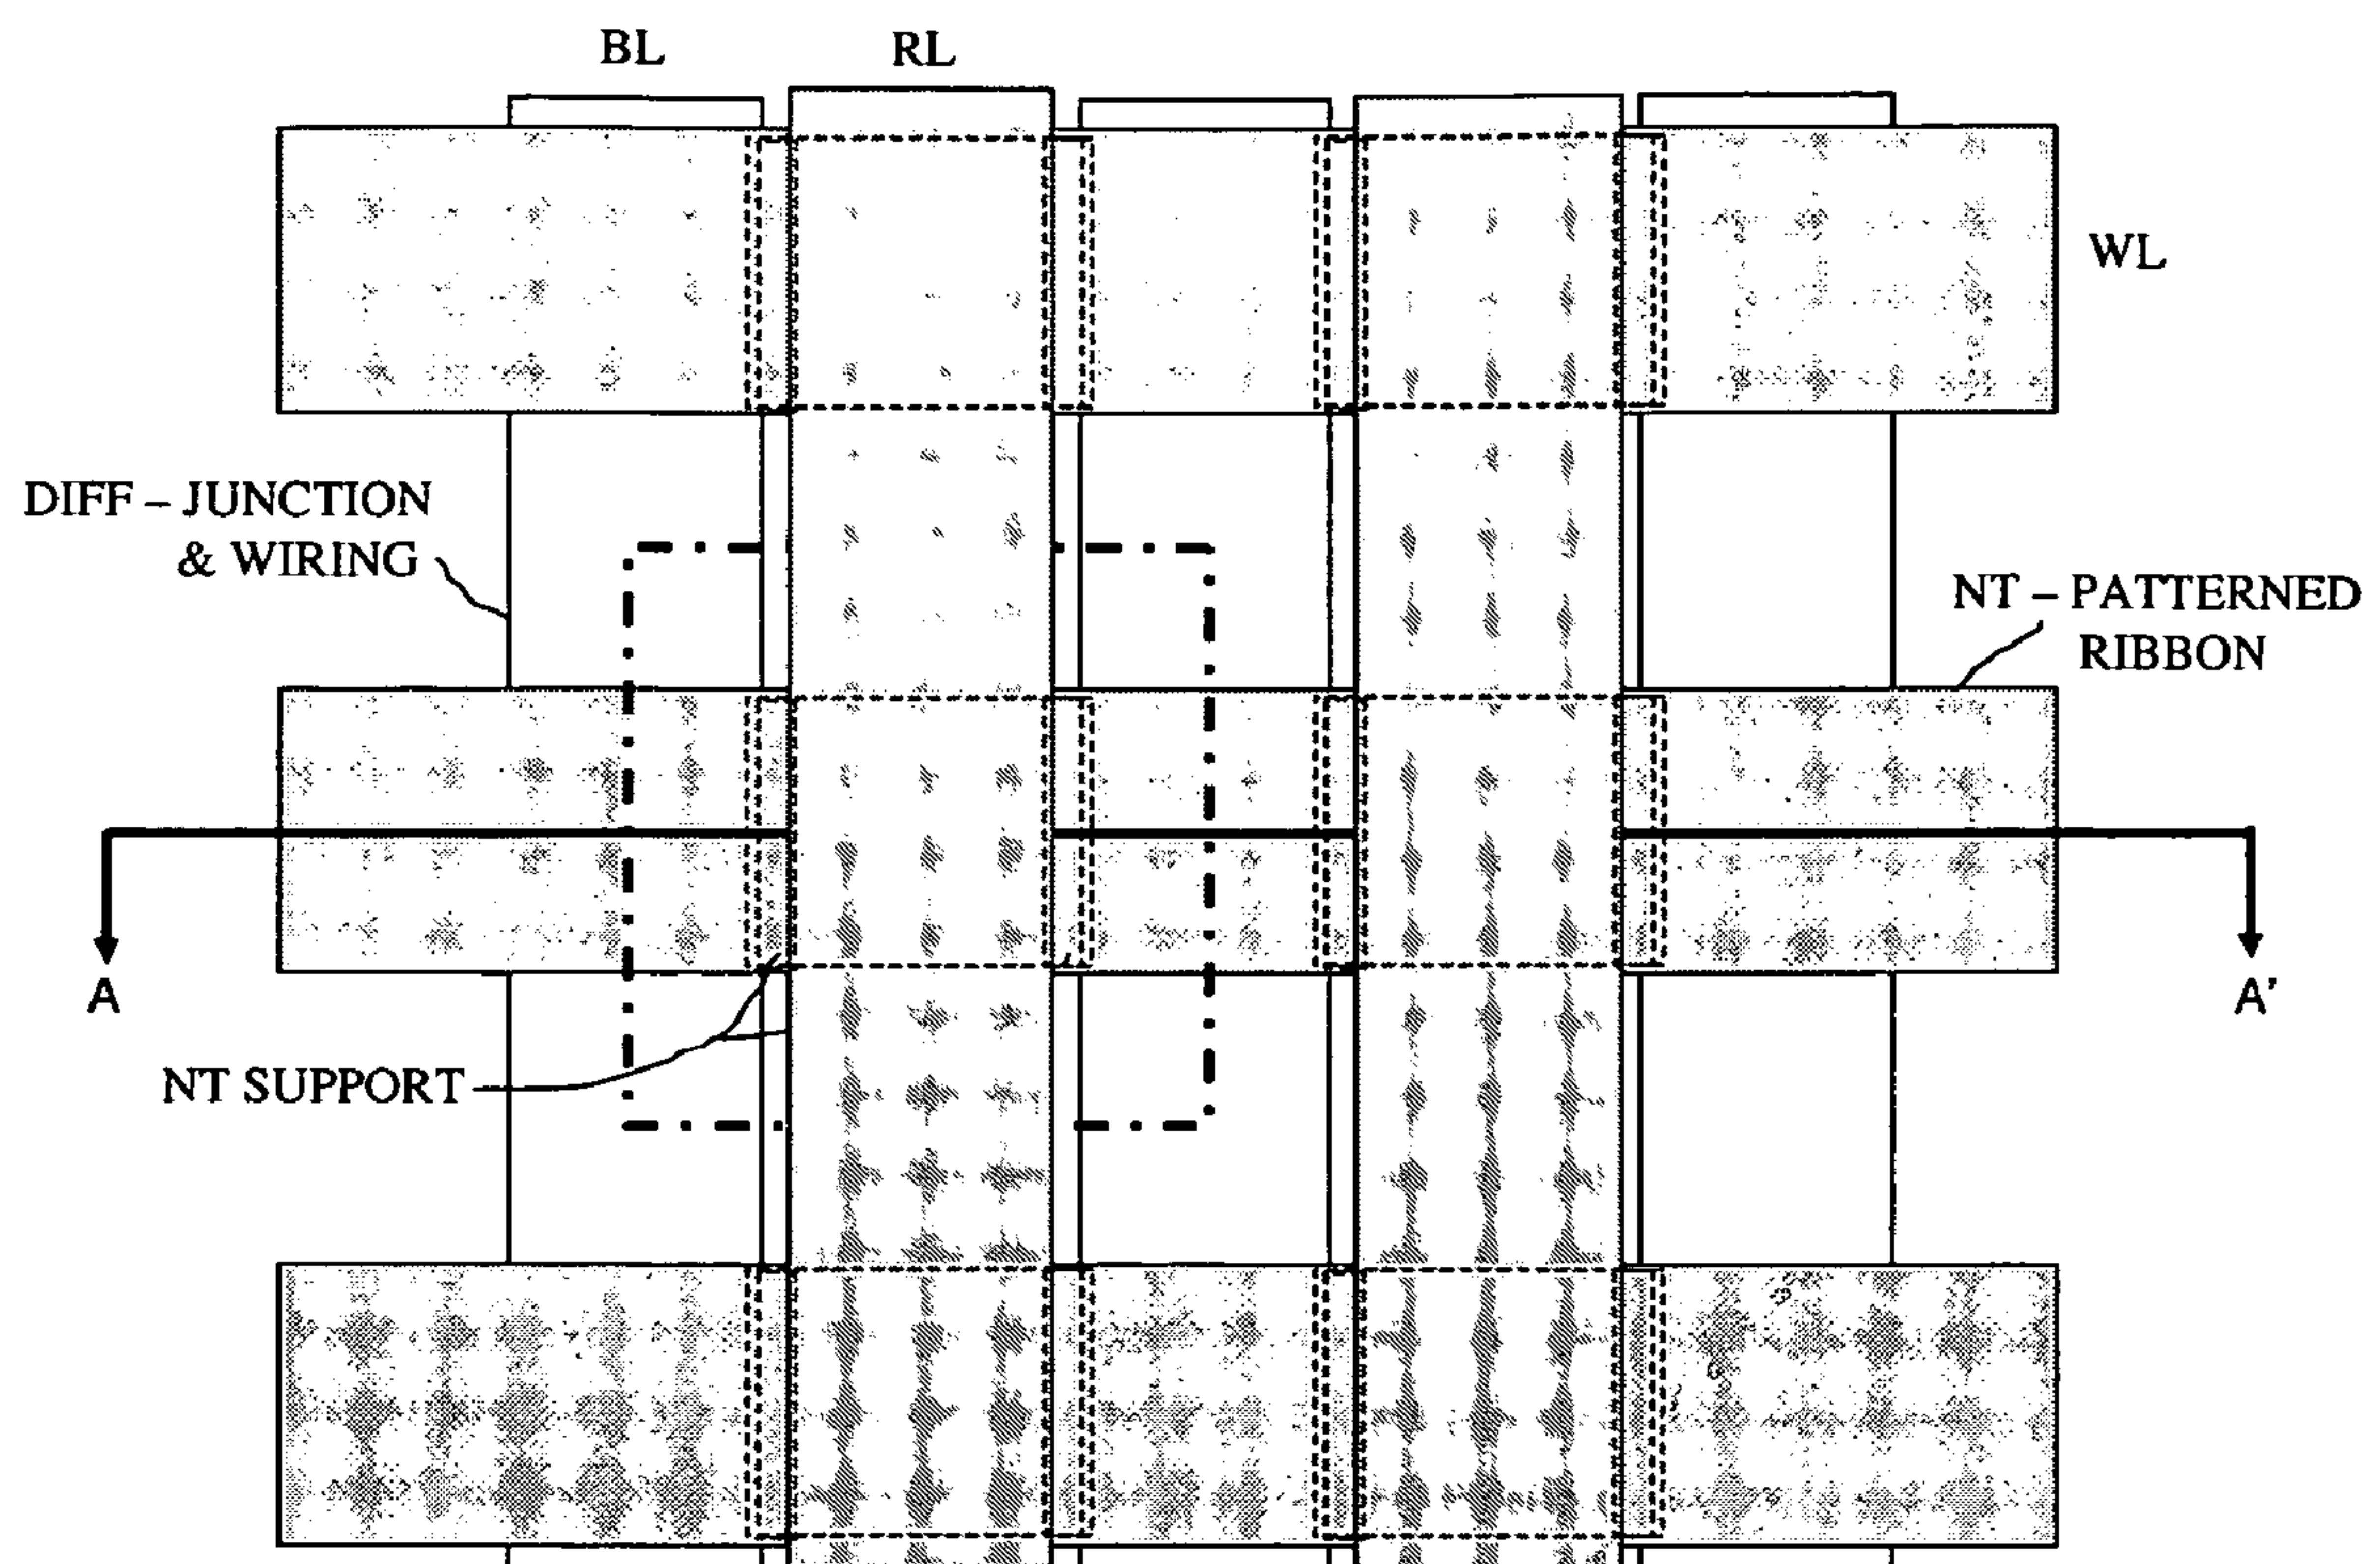 BL
RL
WL
DIFF – JUNCTION
& WIRING
NT – PATTERNED
RIBBON
A
A'
NT SUPPORT